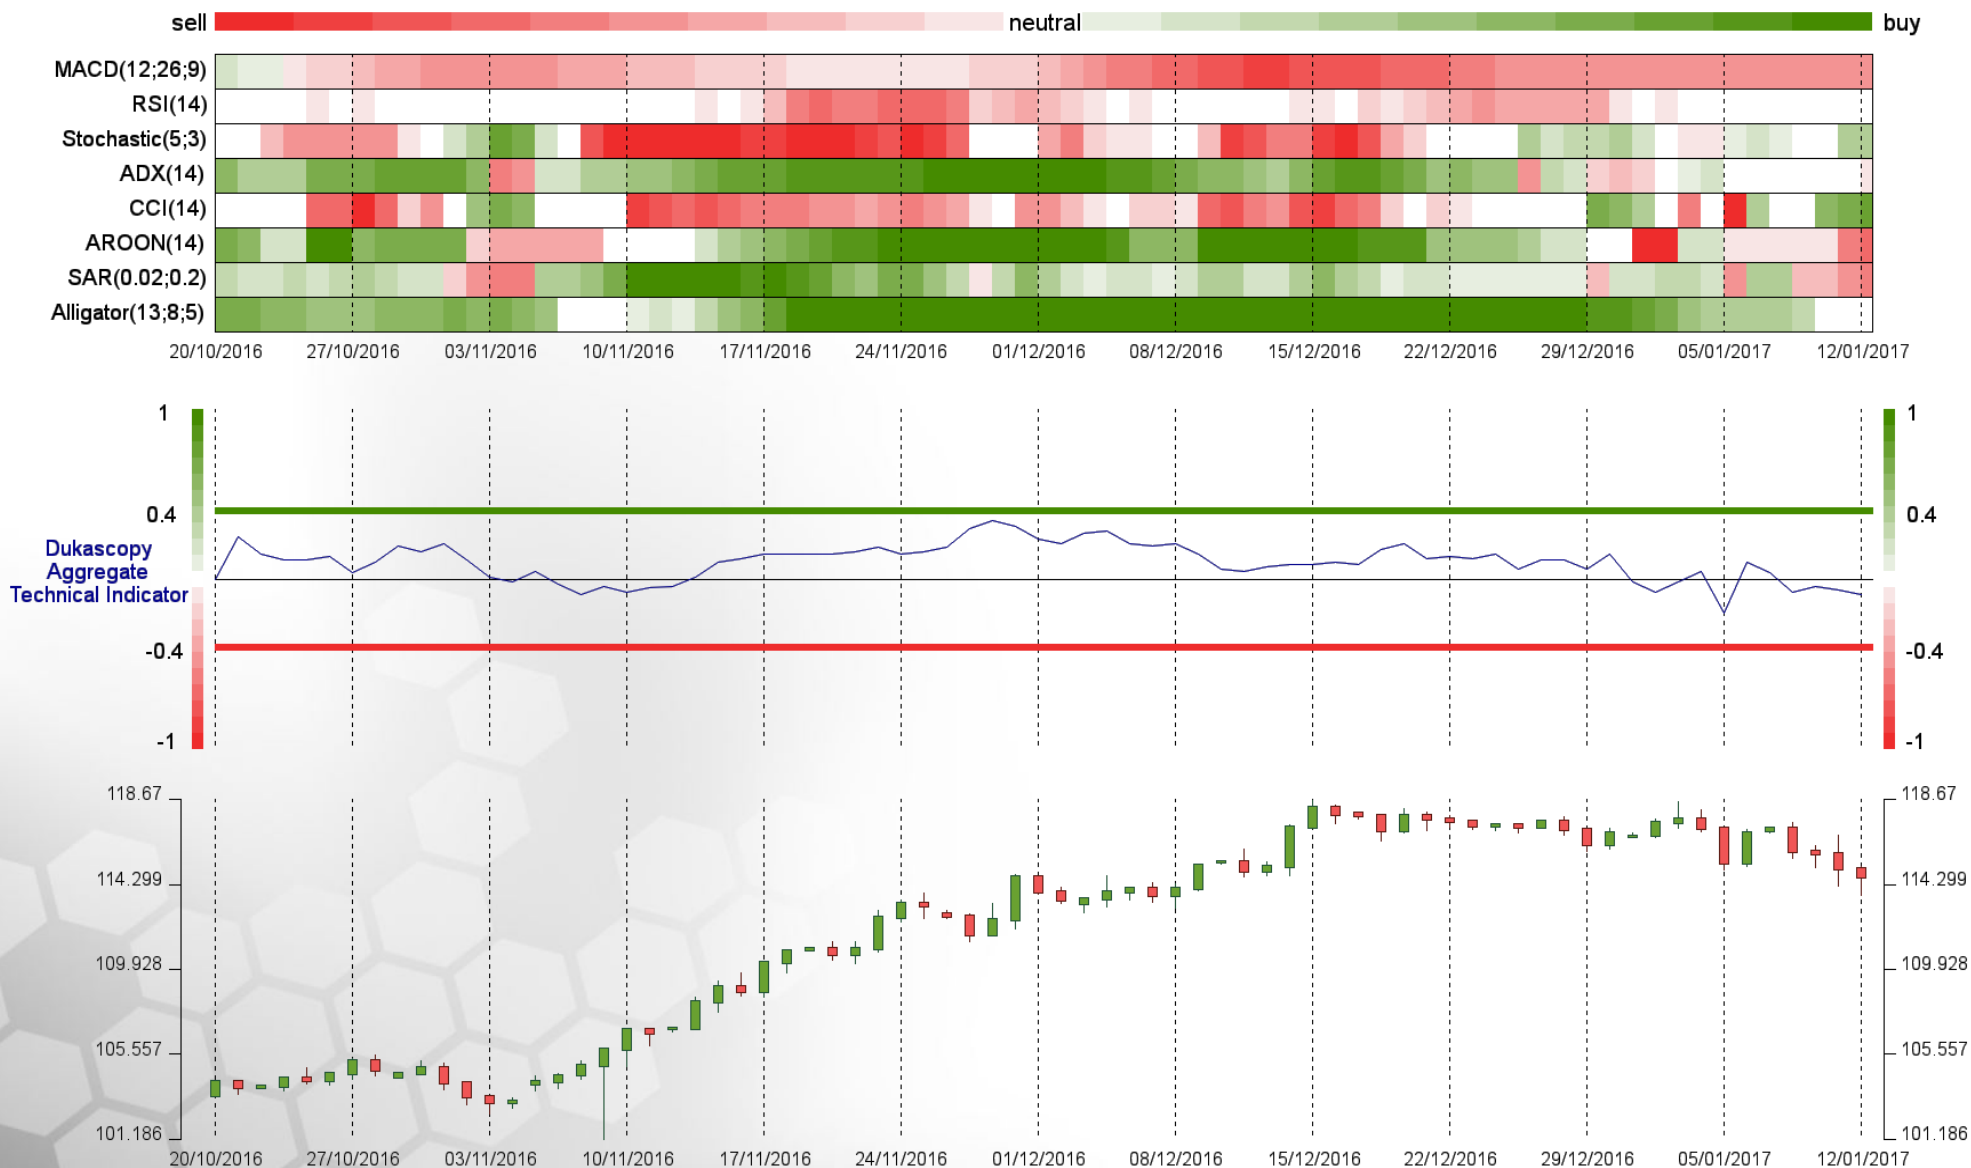 sell neutral buy
MACD(12;26;9)
RSI(14)
Stochastic(5;3)
ADX(14)
CCI(14)
AROON(14)
SAR(0.02;0.2)
Alligator(13;8;5)
20/10/2016 27/10/2016 03/11/2016 10/11/2016 17/11/2016 24/11/2016 01/12/2016 08/12/2016 15/12/2016 22/12/2016 29/12/2016 05/01/2017 12/01/2017
1 1
0.4 0.4
Dukascopy
Aggregate
Technical Indicator
-0.4 -0.4
-1 -1
118.67 118.67
114.299 114.299
109.928 109.928
105.557 105.557
101.186 101.186
20/10/2016 27/10/2016 03/11/2016 10/11/2016 17/11/2016 24/11/2016 01/12/2016 08/12/2016 15/12/2016 22/12/2016 29/12/2016 05/01/2017 12/01/2017